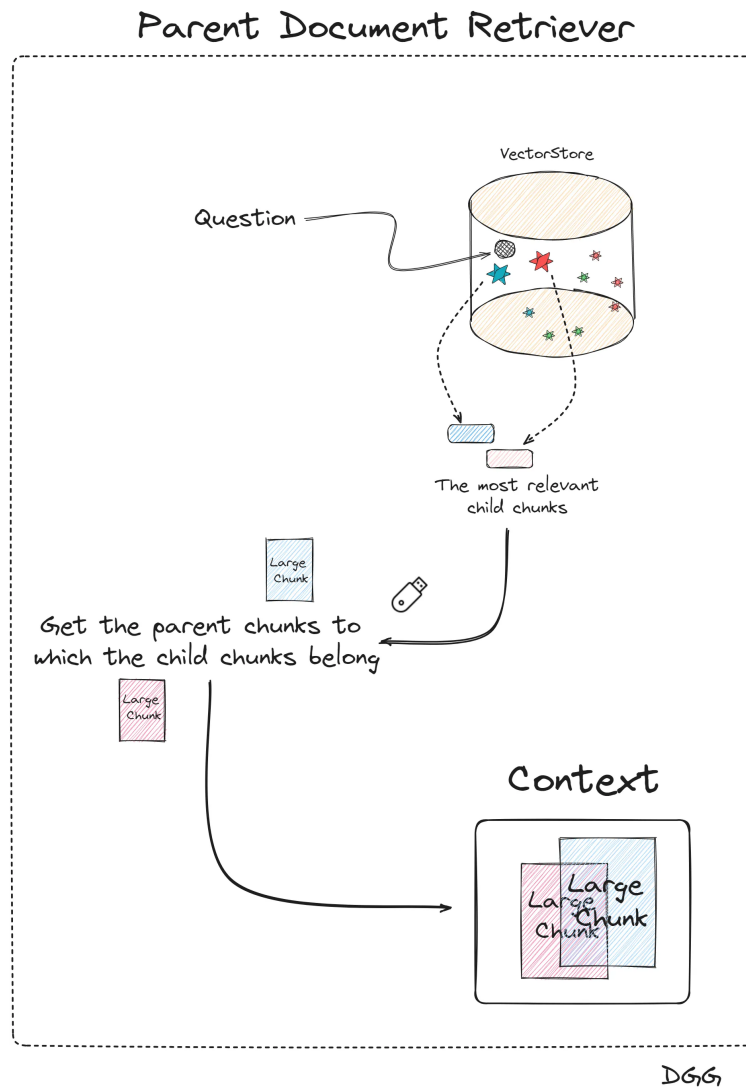 Parent Document Retriever
VectorStore
Question
The most relevant
child chunks
Large
Chunk
Get the parent chunks to
which the child chunks belong
Large
Chunk
Context
Large
Chunk
Large
Chunk
DGG